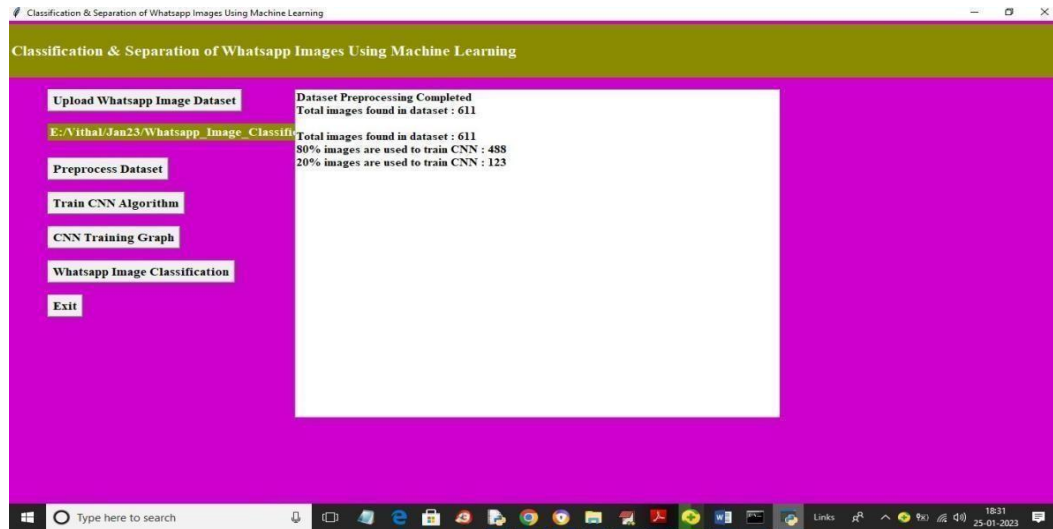 Classification & Separation of Whatsapp Images Using Machine Learning
Classification & Separation of Whatsapp Images Using Machine Learning
Upload Whatsapp Image Dataset
E:/Vithal/Jan23/Whatsapp_Image_Classifi
Preprocess Dataset
Train CNN Algorithm
CNN Training Graph
Whatsapp Image Classification
Exit
Dataset Preprocessing Completed
Total images found in dataset : 611
Total images found in dataset : 611
80% images are used to train CNN : 488
20% images are used to train CNN : 123
Type here to search
Links
18:31
25-01-2023